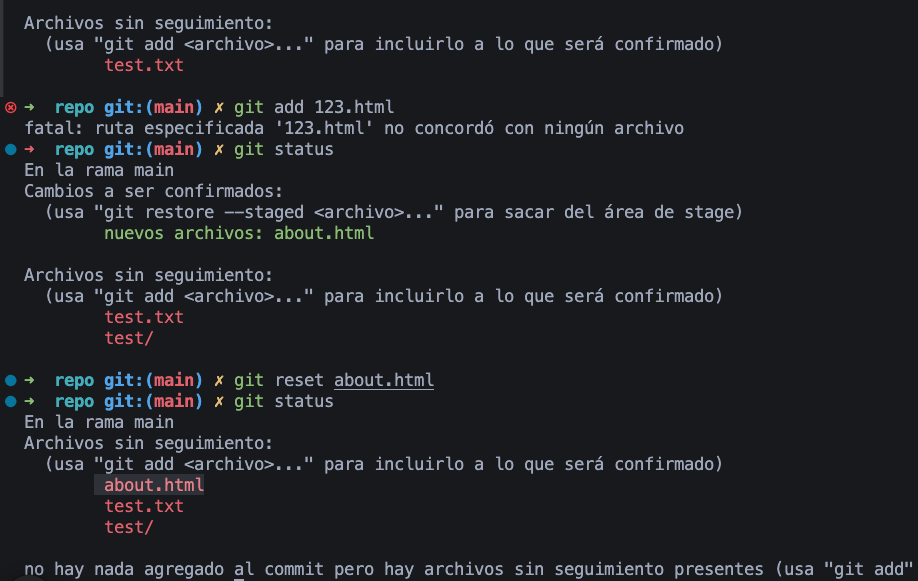 Archivos sin seguimiento:
(usa "git add <archivo>..." para incluirlo a lo que será confirmado)
test.txt
➜ repo git:(main) ✗ git add 123.html
fatal: ruta especificada '123.html' no concordó con ningún archivo
➜ repo git:(main) ✗ git status
En la rama main
Cambios a ser confirmados:
(usa "git restore --staged <archivo>..." para sacar del área de stage)
nuevos archivos: about.html
Archivos sin seguimiento:
(usa "git add <archivo>..." para incluirlo a lo que será confirmado)
test.txt
test/
➜ repo git:(main) ✗ git reset about.html
➜ repo git:(main) ✗ git status
En la rama main
Archivos sin seguimiento:
(usa "git add <archivo>..." para incluirlo a lo que será confirmado)
about.html
test.txt
test/
no hay nada agregado al commit pero hay archivos sin seguimiento presentes (usa "git add"